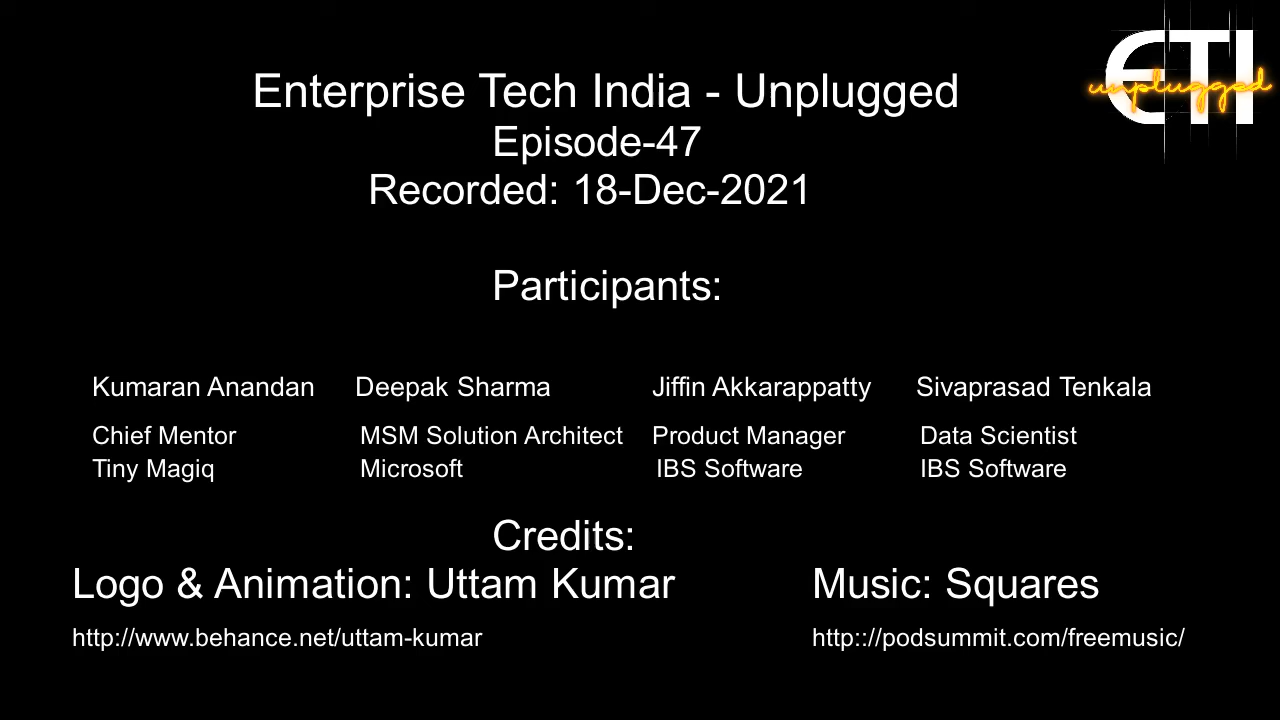 ETI
unplugged
Enterprise Tech India - Unplugged
Episode-47
Recorded: 18-Dec-2021
Participants:
Kumaran Anandan Deepak Sharma Jiffin Akkarappatty Sivaprasad Tenkala
Chief Mentor MSM Solution Architect Product Manager Data Scientist
Tiny Magiq Microsoft IBS Software IBS Software
Credits:
Logo & Animation: Uttam Kumar Music: Squares
http://www.behance.net/uttam-kumar http:://podsummit.com/freemusic/